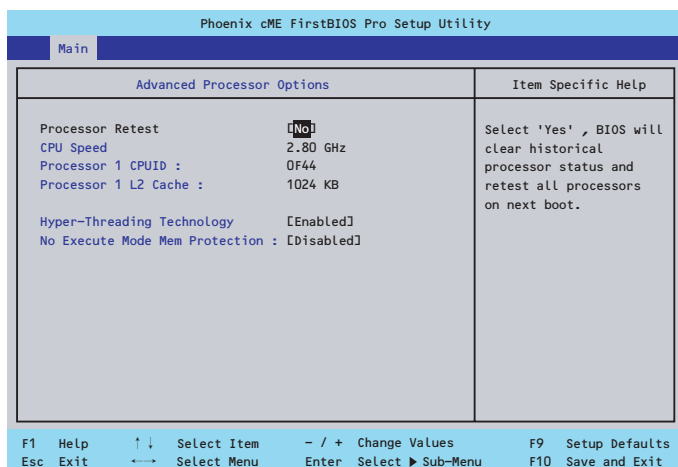 Phoenix cME FirstBIOS Pro Setup Utility
Main
Advanced Processor Options
Item Specific Help
Processor Retest [No]
CPU Speed 2.80 GHz
Processor 1 CPUID : 0F44
Processor 1 L2 Cache : 1024 KB
Hyper-Threading Technology [Enabled]
No Execute Mode Mem Protection : [Disabled]
Select 'Yes' , BIOS will
clear historical
processor status and
retest all processors
on next boot.
F1 Help ↑↓ Select Item - / + Change Values F9 Setup Defaults
Esc Exit ←→ Select Menu Enter Select ▶ Sub-Menu F10 Save and Exit